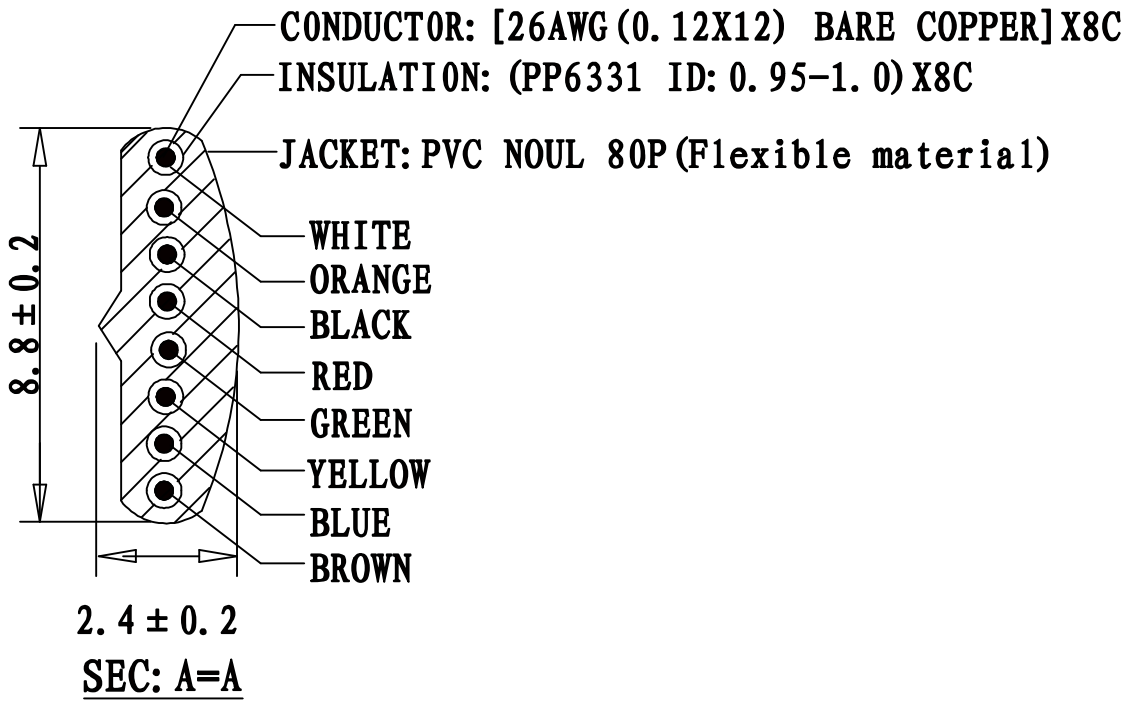 CONDUCTOR: [26AWG(0.12X12) BARE COPPER]X8C
INSULATION: (PP6331 ID: 0.95-1.0)X8C
JACKET: PVC NOUL 80P(Flexible material)
WHITE
ORANGE
BLACK
RED
GREEN
YELLOW
BLUE
BROWN
8.8±0.2
2.4±0.2
SEC: A=A